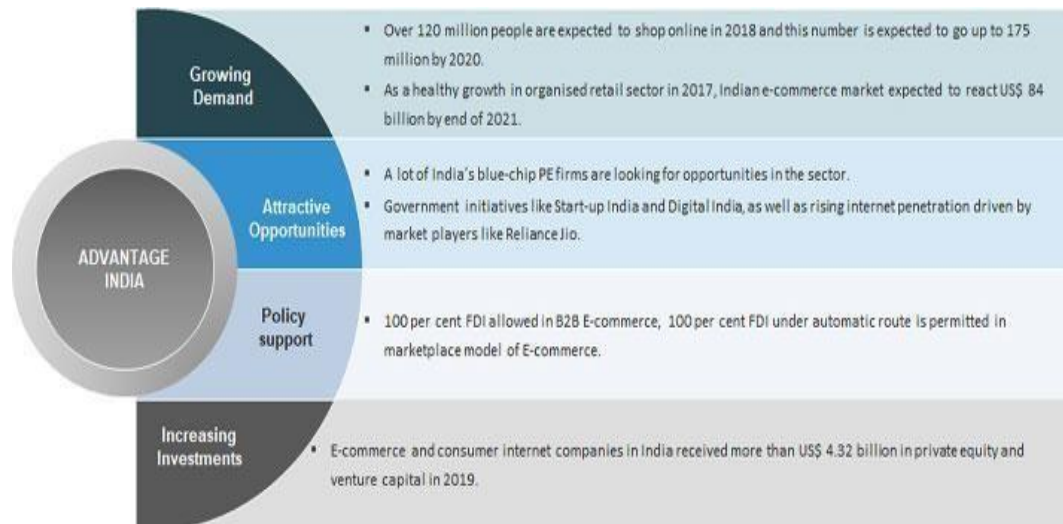 Growing
Demand
▪ Over 120 million people are expected to shop online in 2018 and this number is expected to go up to 175
million by 2020.
▪ As a healthy growth in organised retail sector in 2017, Indian e-commerce market expected to react US$ 84
billion by end of 2021.
ADVANTAGE
INDIA
Attractive
Opportunities
▪ A lot of India's blue-chip PE firms are looking for opportunities in the sector.
▪ Government initiatives like Start-up India and Digital India, as well as rising internet penetration driven by
market players like Reliance Jio.
Policy
support
▪ 100 per cent FDI allowed in B2B E-commerce, 100 per cent FDI under automatic route is permitted in
marketplace model of E-commerce.
Increasing
Investments
▪ E-commerce and consumer internet companies in India received more than US$ 4.32 billion in private equity and
venture capital in 2019.